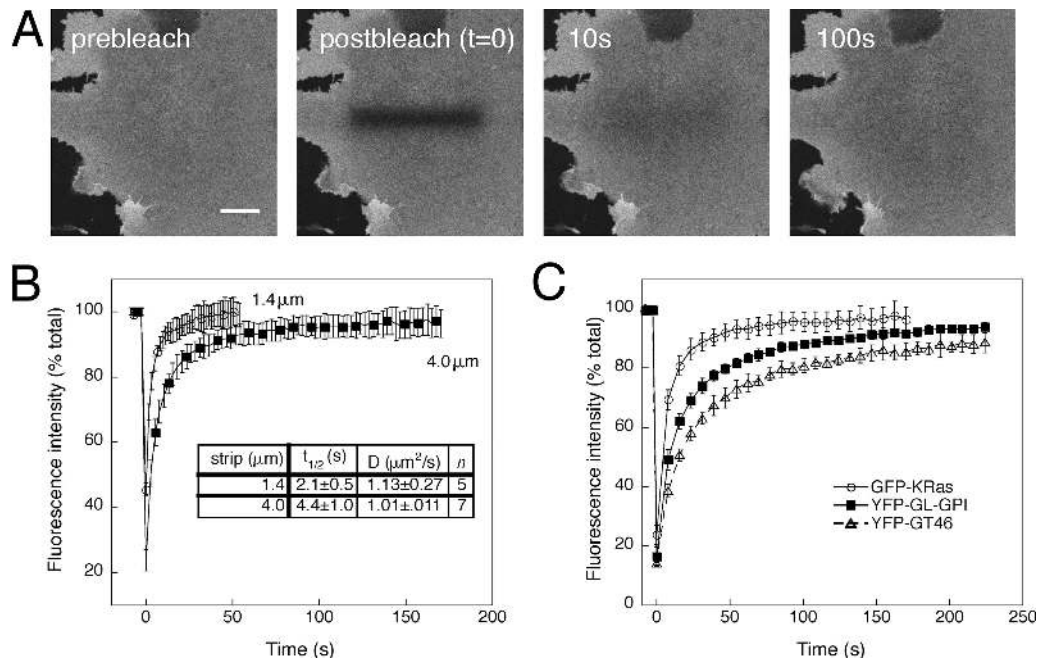 A
prebleach
postbleach (t=0)
10s
100s
B
Fluorescence intensity (% total)
100
80
60
40
20
0
50
100
150
200
Time (s)
1.4 μm
4.0 μm
strip (μm) t1/2 (s) D (μm²/s) n
1.4 2.1±0.5 1.13±0.27 5
4.0 4.4±1.0 1.01±.011 7
C
Fluorescence intensity (% total)
100
80
60
40
20
0
0
50
100
150
200
250
Time (s)
GFP-KRas
YFP-GL-GPI
YFP-GT46